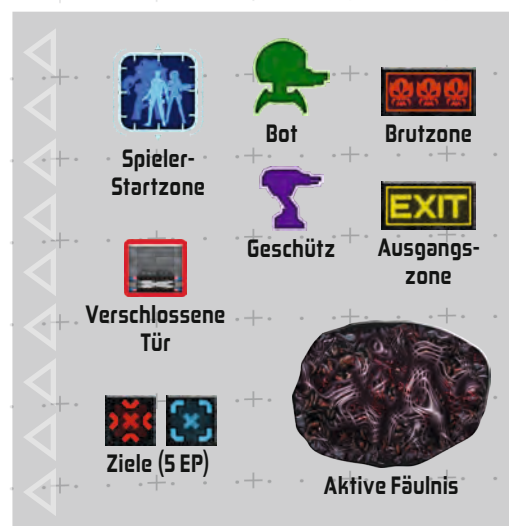 Spieler-
Startzone
Bot
Brutzone
Geschütz
EXIT
Ausgangs-
zone
Verschlossene
Tür
Ziele (5 EP)
Aktive Fäulnis